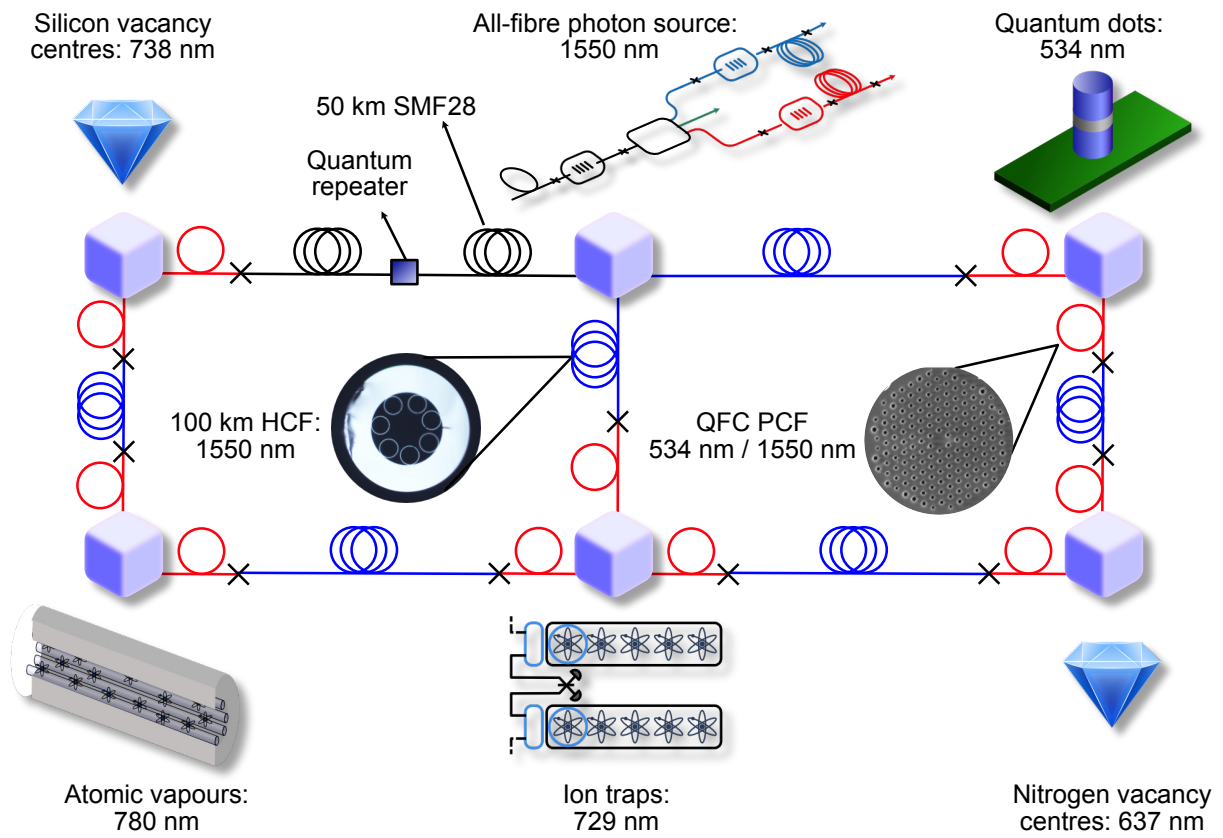 Silicon vacancy
centres: 738 nm
All-fibre photon source:
1550 nm
Quantum dots:
534 nm
50 km SMF28
Quantum
repeater
100 km HCF:
1550 nm
QFC PCF
534 nm / 1550 nm
Atomic vapours:
780 nm
Ion traps:
729 nm
Nitrogen vacancy
centres: 637 nm